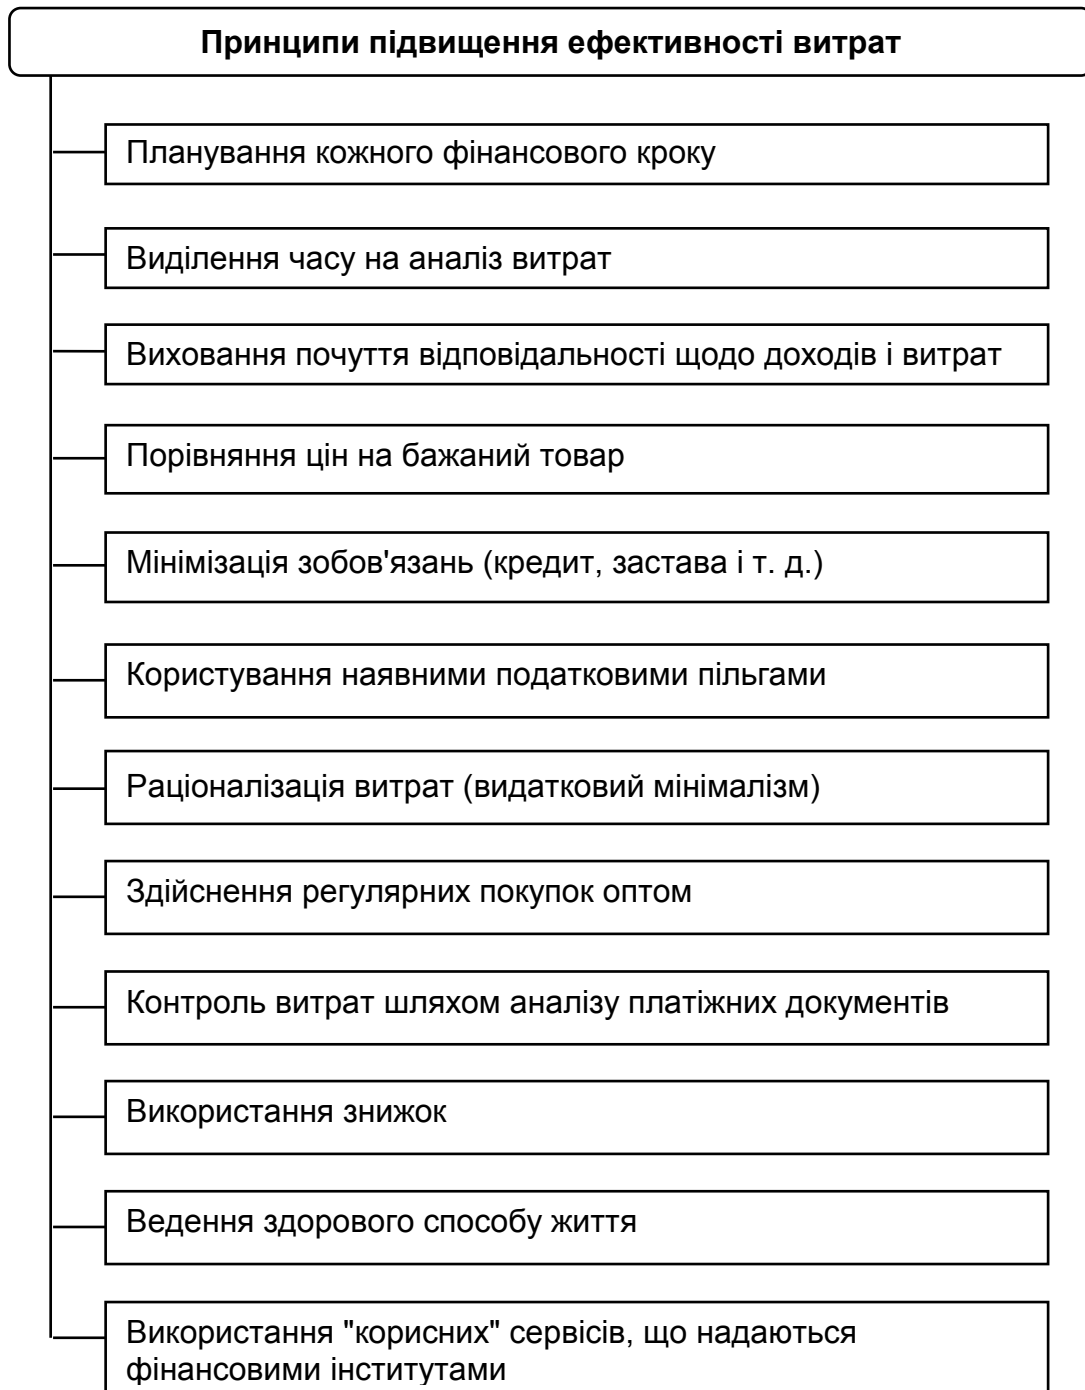 Принципи підвищення ефективності витрат
Планування кожного фінансового кроку
Виділення часу на аналіз витрат
Виховання почуття відповідальності щодо доходів і витрат
Порівняння цін на бажаний товар
Мінімізація зобов'язань (кредит, застава і т. д.)
Користування наявними податковими пільгами
Раціоналізація витрат (видатковий мінімалізм)
Здійснення регулярних покупок оптом
Контроль витрат шляхом аналізу платіжних документів
Використання знижок
Ведення здорового способу життя
Використання "корисних" сервісів, що надаються
фінансовими інститутами